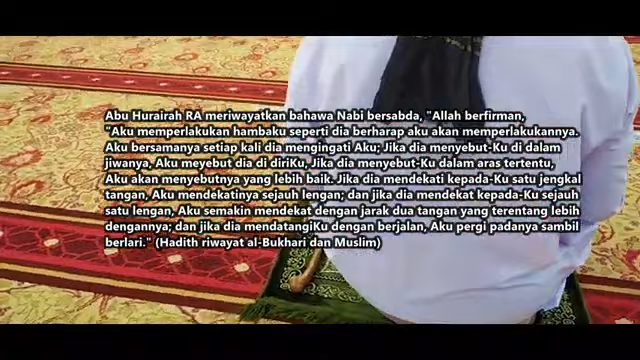 Abu Hurairah RA meriwayatkan bahawa Nabi bersabda, "Allah berfirman,
"Aku memperlakukan hambaku seperti dia berharap aku akan memperlakukannya.
Aku bersamanya setiap kali dia mengingati Aku; Jika dia menyebut-Ku di dalam
jiwanya, Aku meyebut dia di diriKu, Jika dia menyebut-Ku dalam aras tertentu,
Aku akan menyebutnya yang lebih baik. Jika dia mendekati kepada-Ku satu jengkal
tangan, Aku mendekatinya sejauh lengan; dan jika dia mendekat kepada-Ku sejauh
satu lengan, Aku semakin mendekat dengan jarak dua tangan yang terentang lebih
dengannya; dan jika dia mendatangiKu dengan berjalan, Aku pergi padanya sambil
berlari." (Hadith riwayat al-Bukhari dan Muslim)